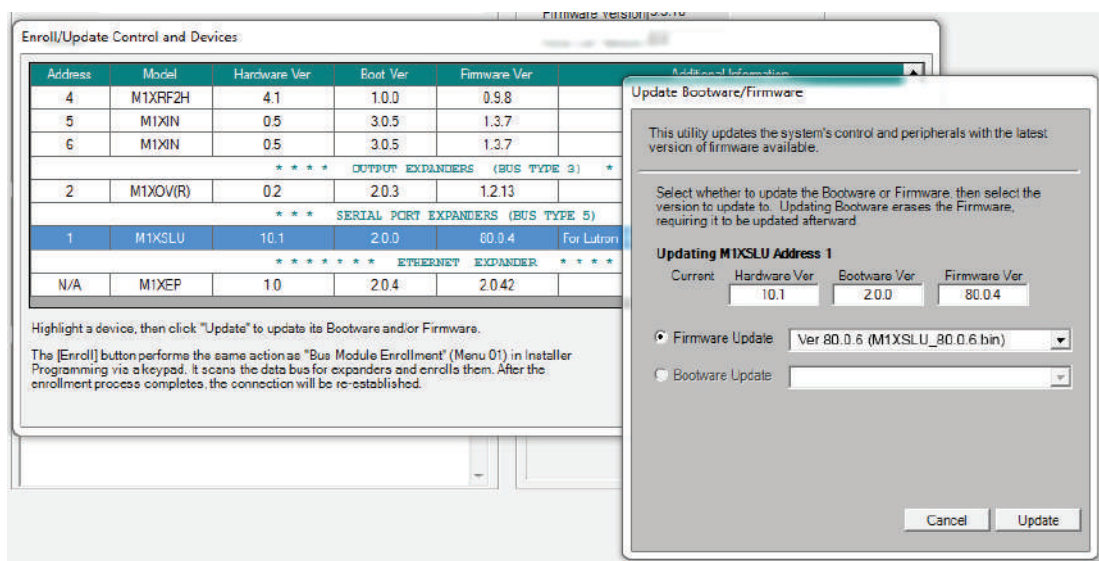 Firmware Version
Enroll/Update Control and Devices
Address Model Hardware Ver Boot Ver Firmware Ver Additional Information
4 M1XRF2H 4.1 1.0.0 0.9.8
5 M1XIN 0.5 3.0.5 1.3.7
6 M1XIN 0.5 3.0.5 1.3.7
* * * * OUTPUT EXPANDERS (BUS TYPE 3) *
2 M1XOV(R) 0.2 2.0.3 1.2.13
* * * SERIAL PORT EXPANDERS (BUS TYPE 5)
1 M1XSLU 10.1 2.0.0 80.0.4 For Lutron
* * * * * * * ETHERNET EXPANDER * * * *
N/A M1XEP 1.0 2.0.4 2.0.42
Highlight a device, then click "Update" to update its Bootware and/or Firmware.
The [Enroll] button performs the same action as "Bus Module Enrollment" (Menu 01) in Installer
Programming via a keypad. It scans the data bus for expanders and enrolls them. After the
enrollment process completes, the connection will be re-established.
Update Bootware/Firmware
This utility updates the system's control and peripherals with the latest
version of firmware available.
Select whether to update the Bootware or Firmware, then select the
version to update to. Updating Bootware erases the Firmware,
requiring it to be updated afterward.
Updating M1XSLU Address 1
Current Hardware Ver Bootware Ver Firmware Ver
10.1 2.0.0 80.0.4
Firmware Update Ver 80.0.6 (M1XSLU_80.0.6.bin)
Bootware Update
Cancel Update